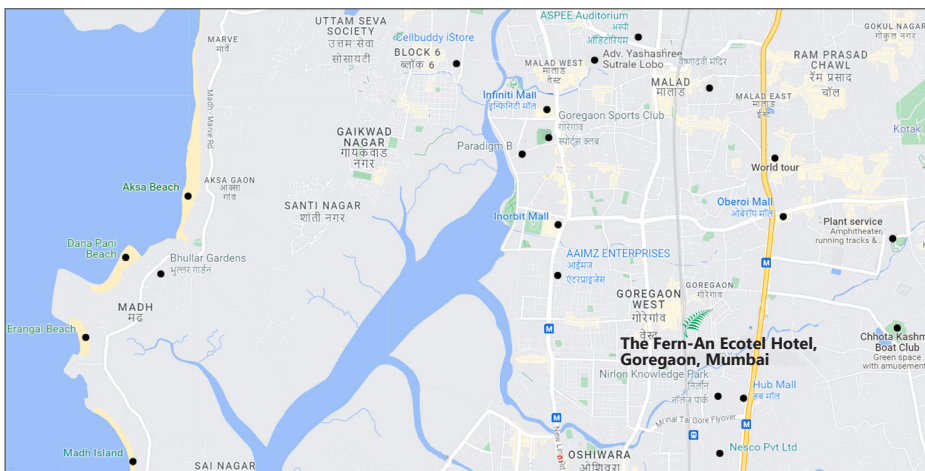 MARVE
मार्वे
Madh Marve Rd
UTTAM SEVA
SOCIETY
उत्तम सेवा
सोसायटी
Cellbuddy iStore
BLOCK 6
ब्लॉक 6
ASPEE Auditorium
अस्पी
ऑडिटोरियम
Adv. Yashashree
Sutrale Lobo
MALAD WEST
मालाड
वेस्ट
वैष्णोदेवी मंदिर
MALAD
मालाड
GOKUL NAGAR
गोकुल नगर
RAM PRASAD
CHAWL
रॅम प्रसाद
चॉल
MALAD EAST
मालाड
ईस्ट
Infiniti Mall
इन्फिनिटी मॉल
Goregaon Sports Club
गोरेगाव
स्पोर्ट्स क्लब
Kotak
GAIKWAD
NAGAR
गायकवाड
नगर
Paradigm B
World tour
AKSA GAON
आक्सा
गांव
Aksa Beach
SANTI NAGAR
शांती नगर
Inorbit Mall
Oberoi Mall
ओबेरॉय मॉल
Plant service
Amphitheater,
running tracks &...
Dana Pani
Beach
Bhullar Gardens
भुल्लर गार्डन
AAIMZ ENTERPRISES
आईमज
एंटरप्राइजेस
M
M
GOREGAON
WEST
गोरेगांव
वेस्ट
GOREGAON
गोरेगाव
MADH
मढ
Erangal Beach
M
The Fern-An Ecotel Hotel,
Goregaon, Mumbai
Chhota Kashm
Boat Club
Green space
with amusement
Nirlon Knowledge Park
निर्लॉन
नॉलेज पार्क
Hub Mall
हब मॉल
Mrinal Tai Gore Flyover
M
M
New Link Rd
Nesco Pvt Ltd
Madh Island
SAI NAGAR
OSHIWARA
ओशिवरा